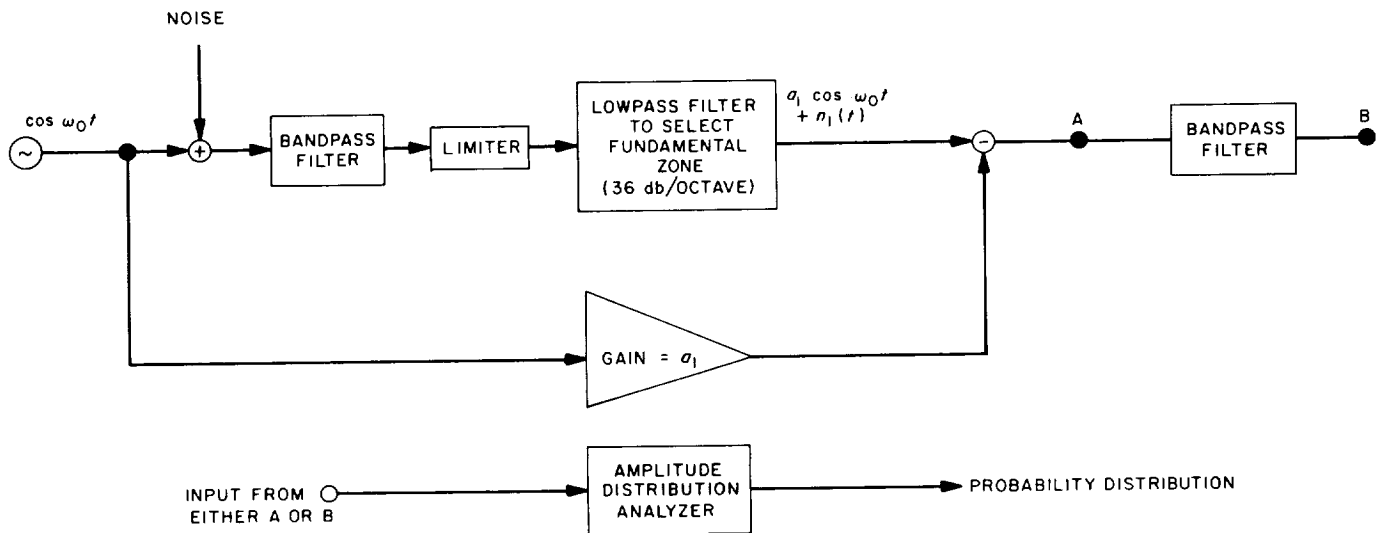 NOISE
cos ω₀t
+
BANDPASS
FILTER
LIMITER
LOWPASS FILTER
TO SELECT
FUNDAMENTAL
ZONE
(36 db/OCTAVE)
a₁ cos ω₀t
+ n₁(t)
−
A
BANDPASS
FILTER
B
~
GAIN = a₁
INPUT FROM
EITHER A OR B
AMPLITUDE
DISTRIBUTION
ANALYZER
PROBABILITY DISTRIBUTION